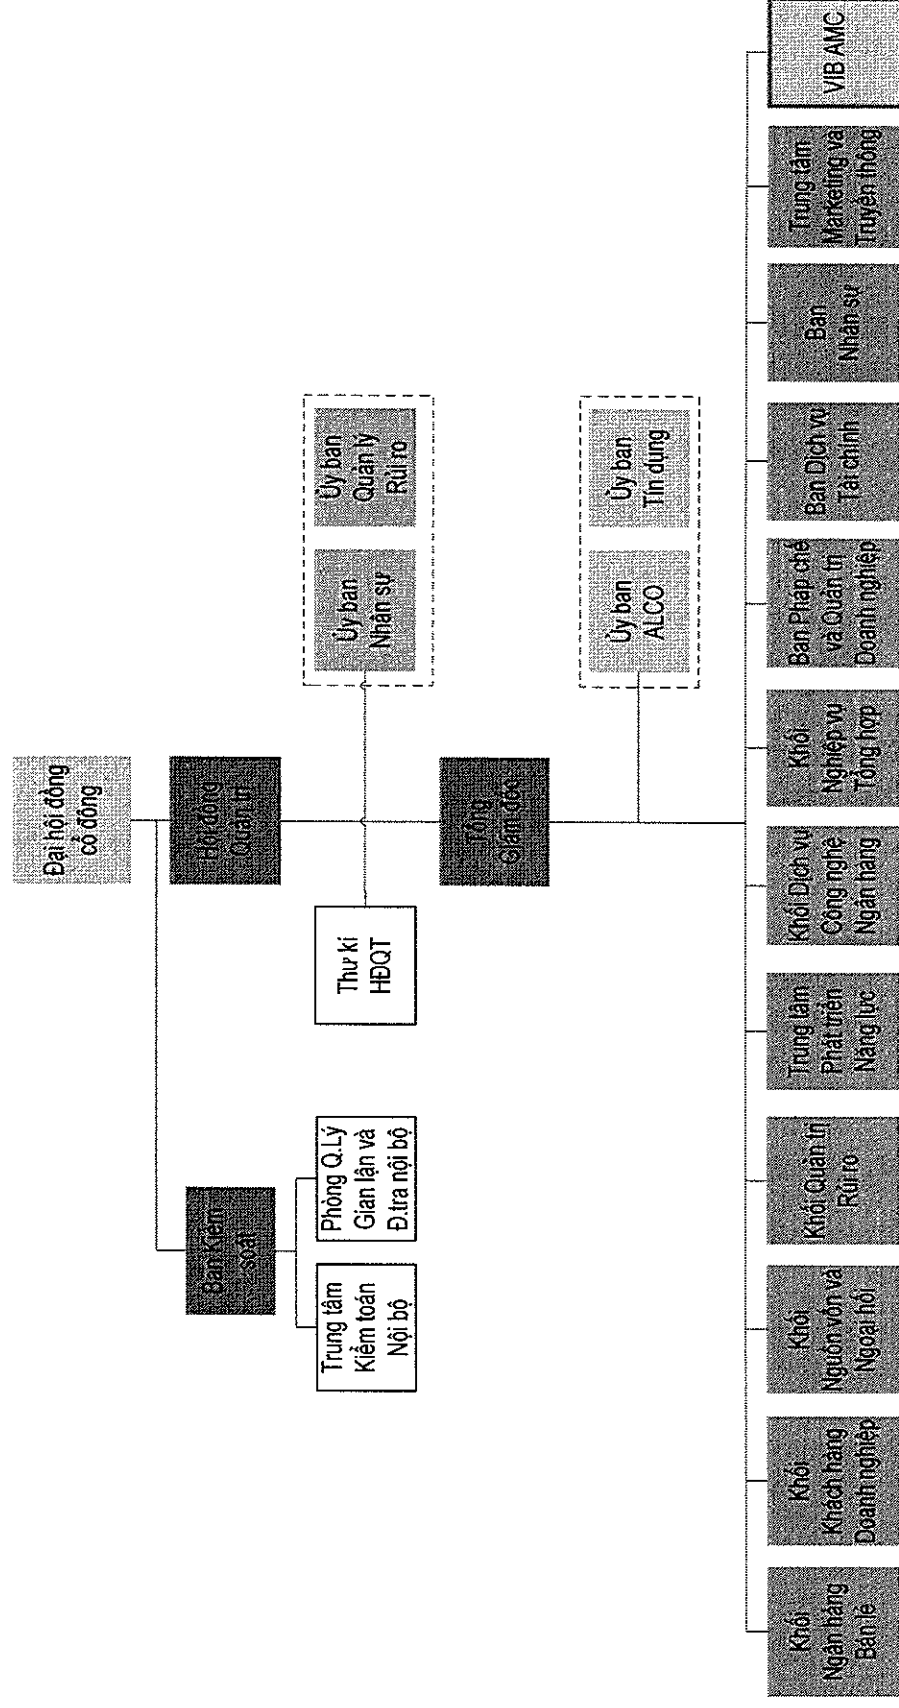 Đại hội đồng
cổ đông
Hội đồng
Quản trị
Ban Kiểm
soát
Trung tâm
Kiểm toán
Nội bộ
Phòng Q.Lý
Gian lận và
Đ.tra nội bộ
Thư kí
HĐQT
Ủy ban
Nhân sự
Ủy ban
Quản lý
Rủi ro
Tổng
Giám đốc
Ủy ban
ALCO
Ủy ban
Tín dụng
Khối
Ngân hàng
Bán lẻ
Khối
Khách hàng
Doanh nghiệp
Khối
Nguồn vốn và
Ngoại hối
Khối Quản trị
Rủi ro
Trung tâm
Phát triển
Năng lực
Khối Dịch vụ
Công nghệ
Ngân hàng
Khối
Nghiệp vụ
Tổng hợp
Ban Pháp chế
và Quản trị
Doanh nghiệp
Ban Dịch vụ
Tài chính
Ban
Nhân sự
Trung tâm
Marketing và
Truyền thông
VIB AMC